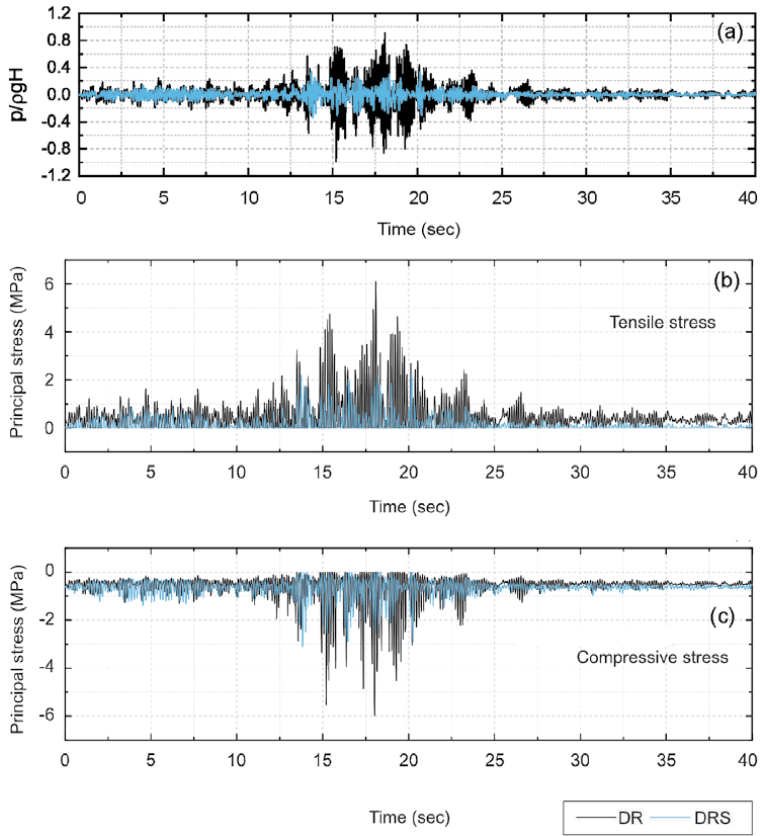 (a)
p/ρgH
1.2
0.8
0.4
0.0
-0.4
-0.8
-1.2
0 5 10 15 20 25 30 35 40
Time (sec)
(b)
Principal stress (MPa)
Tensile stress
6
4
2
0
0 5 10 15 20 25 30 35 40
Time (sec)
Principal stress (MPa)
0
-2
-4
-6
(c)
Compressive stress
0 5 10 15 20 25 30 35 40
Time (sec)
DR DRS